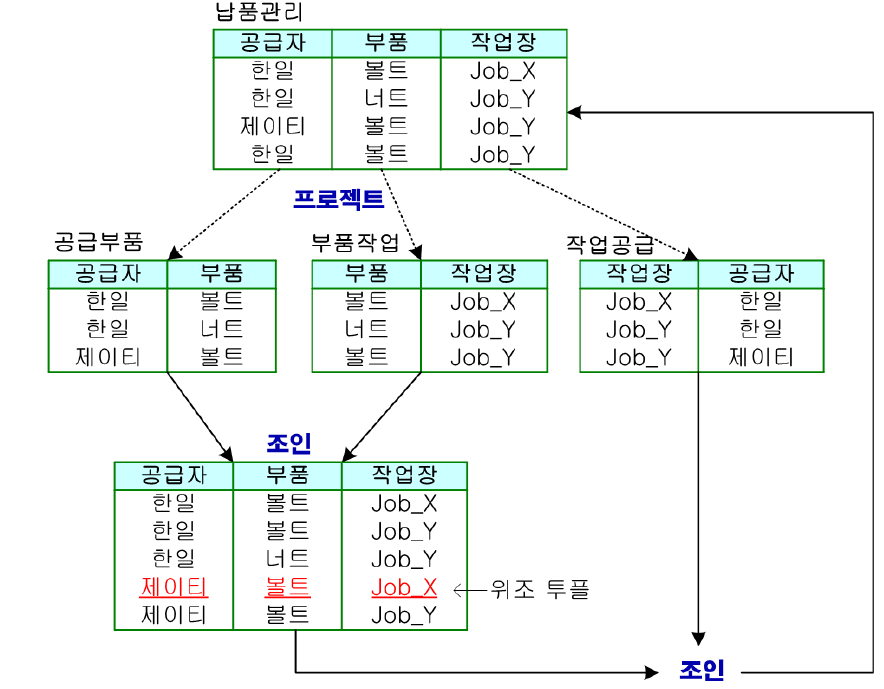 납품관리
공급자 부품 작업장
한일 볼트 Job_X
한일 너트 Job_Y
제이티 볼트 Job_Y
한일 볼트 Job_Y
프로젝트
공급부품
공급자 부품
한일 볼트
한일 너트
제이티 볼트
부품작업
부품 작업장
볼트 Job_X
너트 Job_Y
볼트 Job_Y
작업공급
작업장 공급자
Job_X 한일
Job_Y 한일
Job_Y 제이티
조인
공급자 부품 작업장
한일 볼트 Job_X
한일 볼트 Job_Y
한일 너트 Job_Y
제이티 볼트 Job_X
위조 투플
제이티 볼트 Job_Y
조인